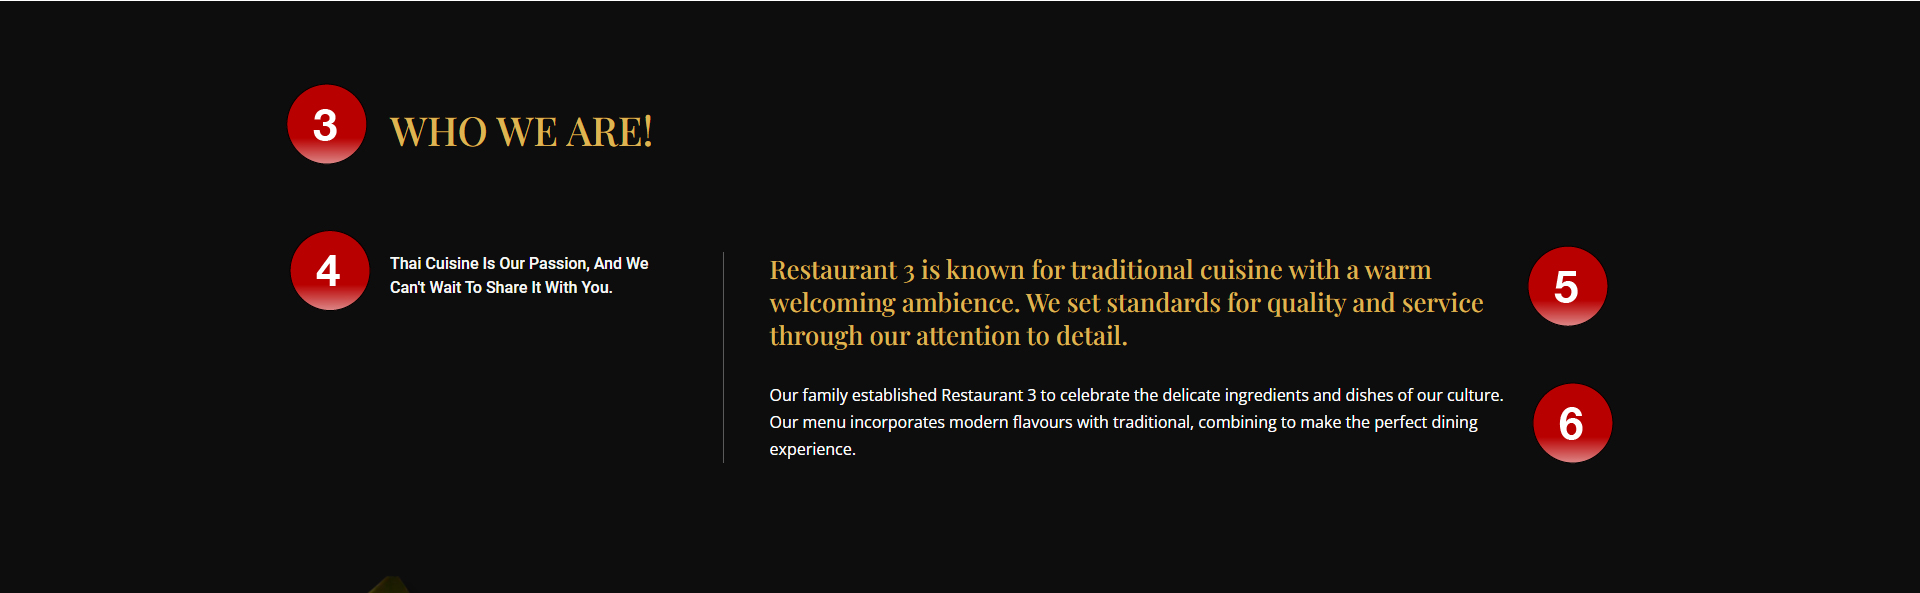 3
WHO WE ARE!
4
Thai Cuisine Is Our Passion, And We
Can't Wait To Share It With You.
Restaurant 3 is known for traditional cuisine with a warm
welcoming ambience. We set standards for quality and service
through our attention to detail.
5
Our family established Restaurant 3 to celebrate the delicate ingredients and dishes of our culture.
Our menu incorporates modern flavours with traditional, combining to make the perfect dining
experience.
6